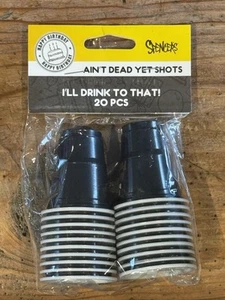 HAPPY BIRTHDAY
HAPPY BIRTHDAY
SPENCERS
AIN'T DEAD YET SHOTS
I'LL DRINK TO THAT!
20 PCS